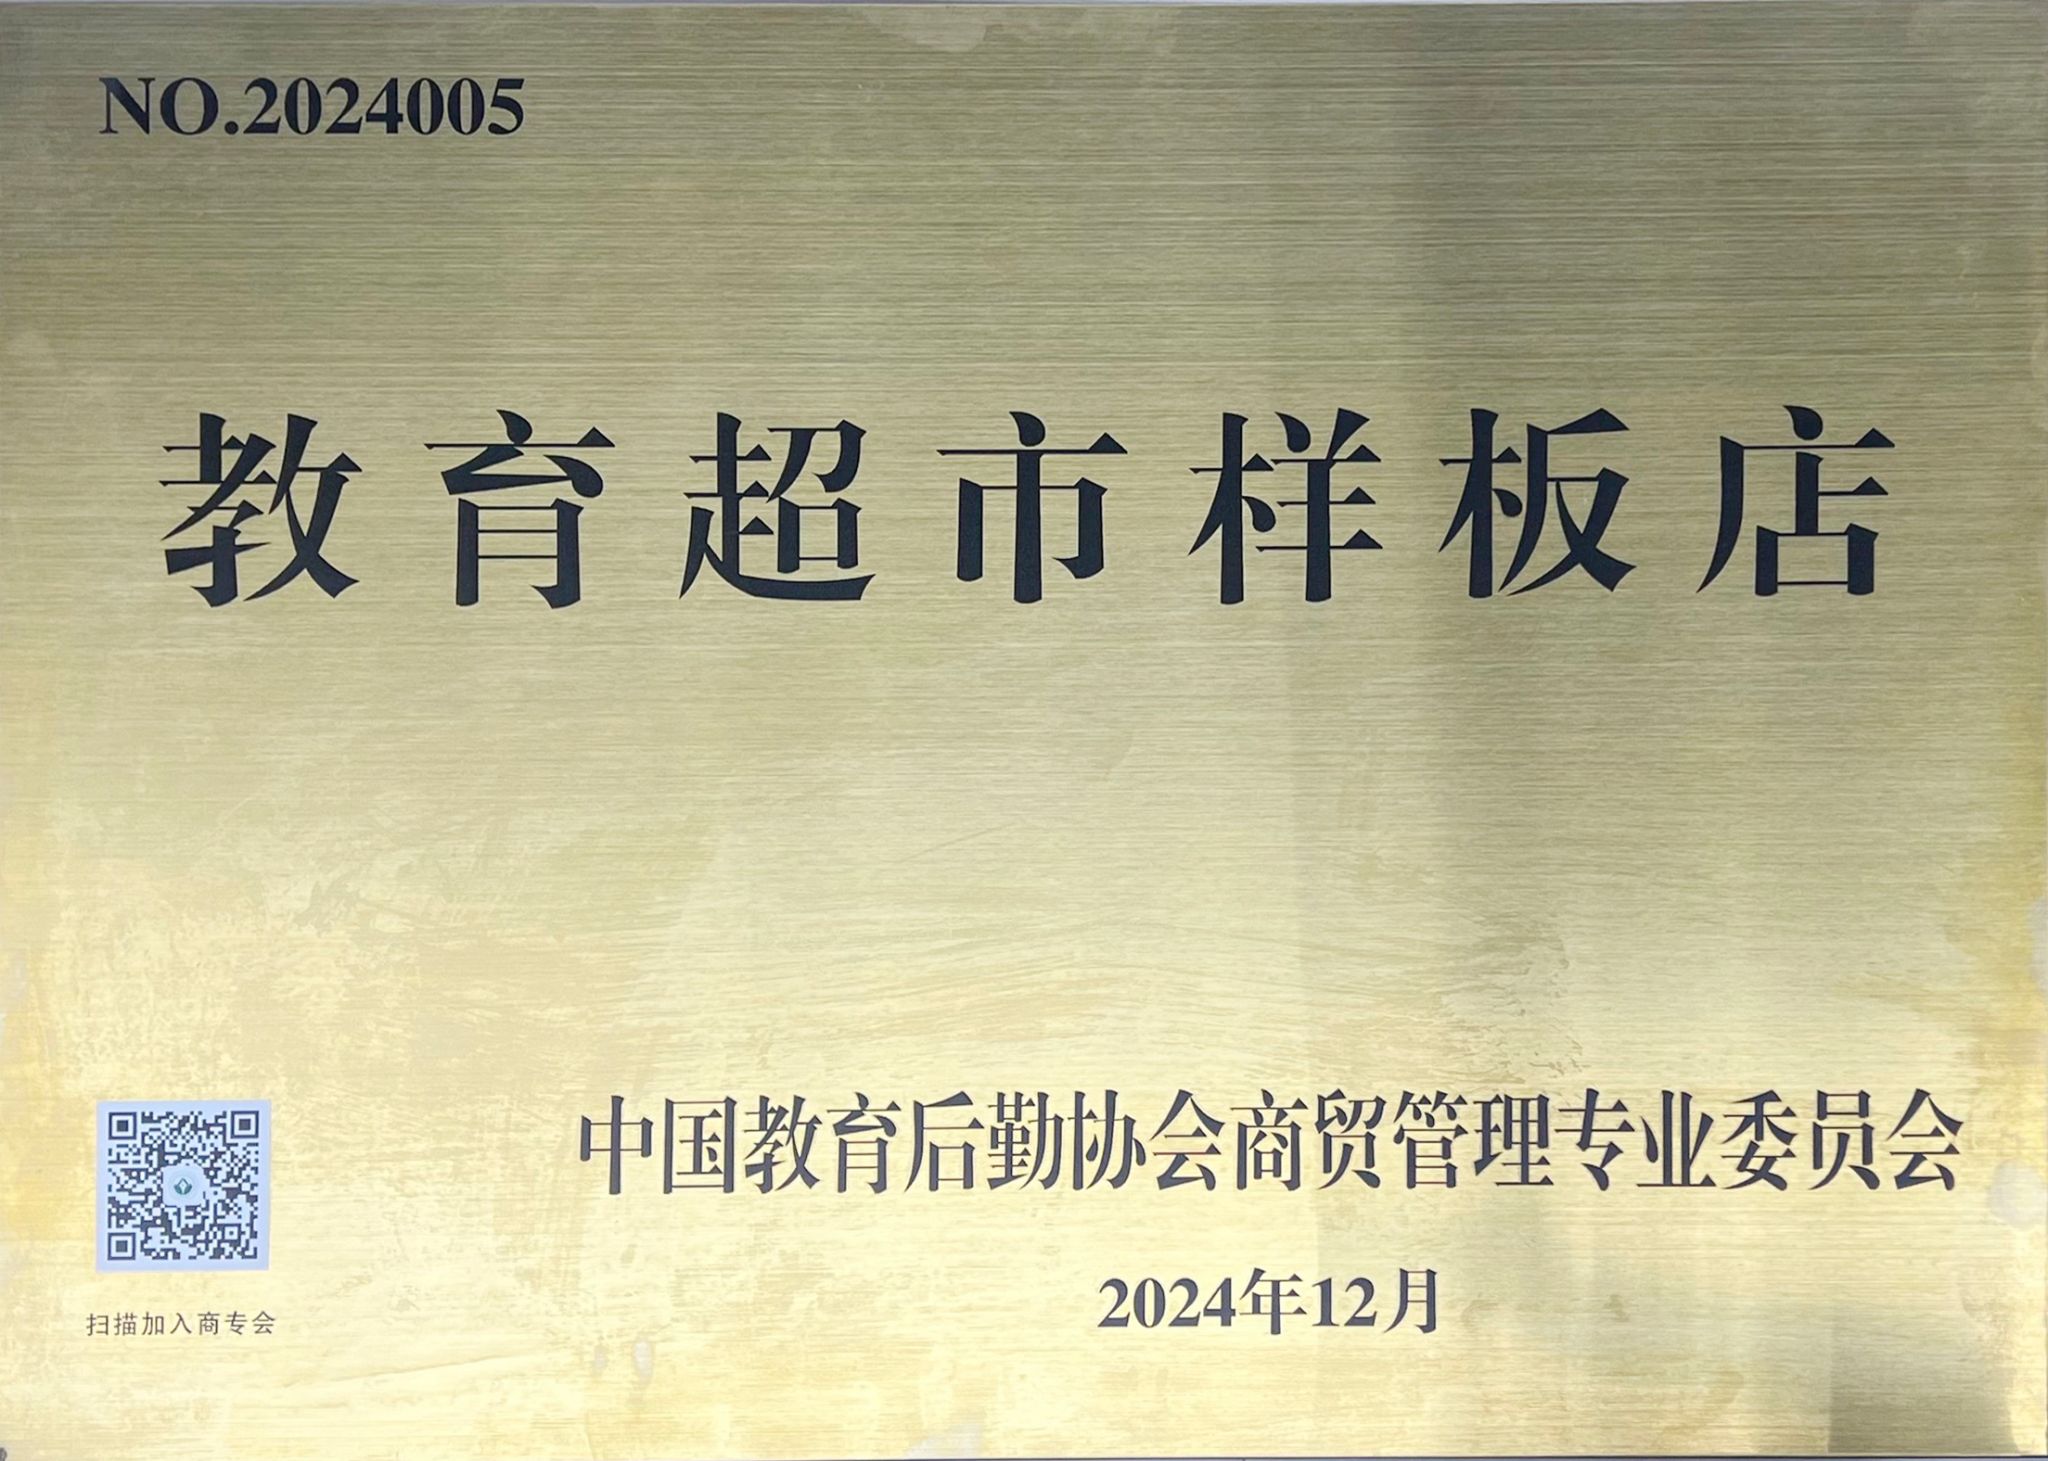 NO.2024005
教育超市样板店
中国教育后勤协会商贸管理专业委员会
2024年12月
扫描加入商专会